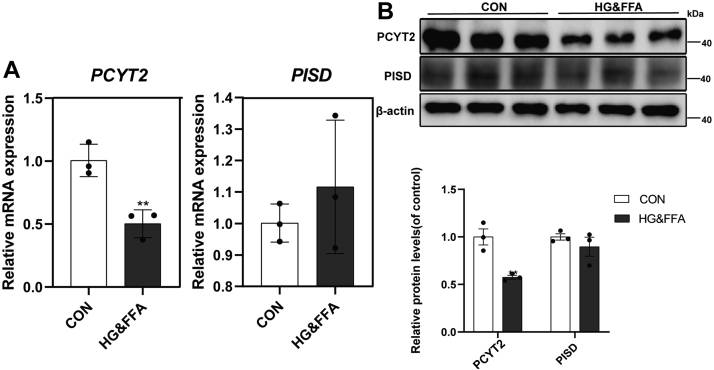 A
PCYT2
Relative mRNA expression
1.5
1.0
0.5
0.0
**
CON
HG&FFA
PISD
Relative mRNA expression
1.4
1.3
1.2
1.1
1.0
0.9
0.8
CON
HG&FFA
B
CON
HG&FFA
kDa
PCYT2
40
PISD
40
β-actin
40
Relative protein levels(of control)
1.5
1.0
0.5
0.0
**
PCYT2
PISD
CON
HG&FFA